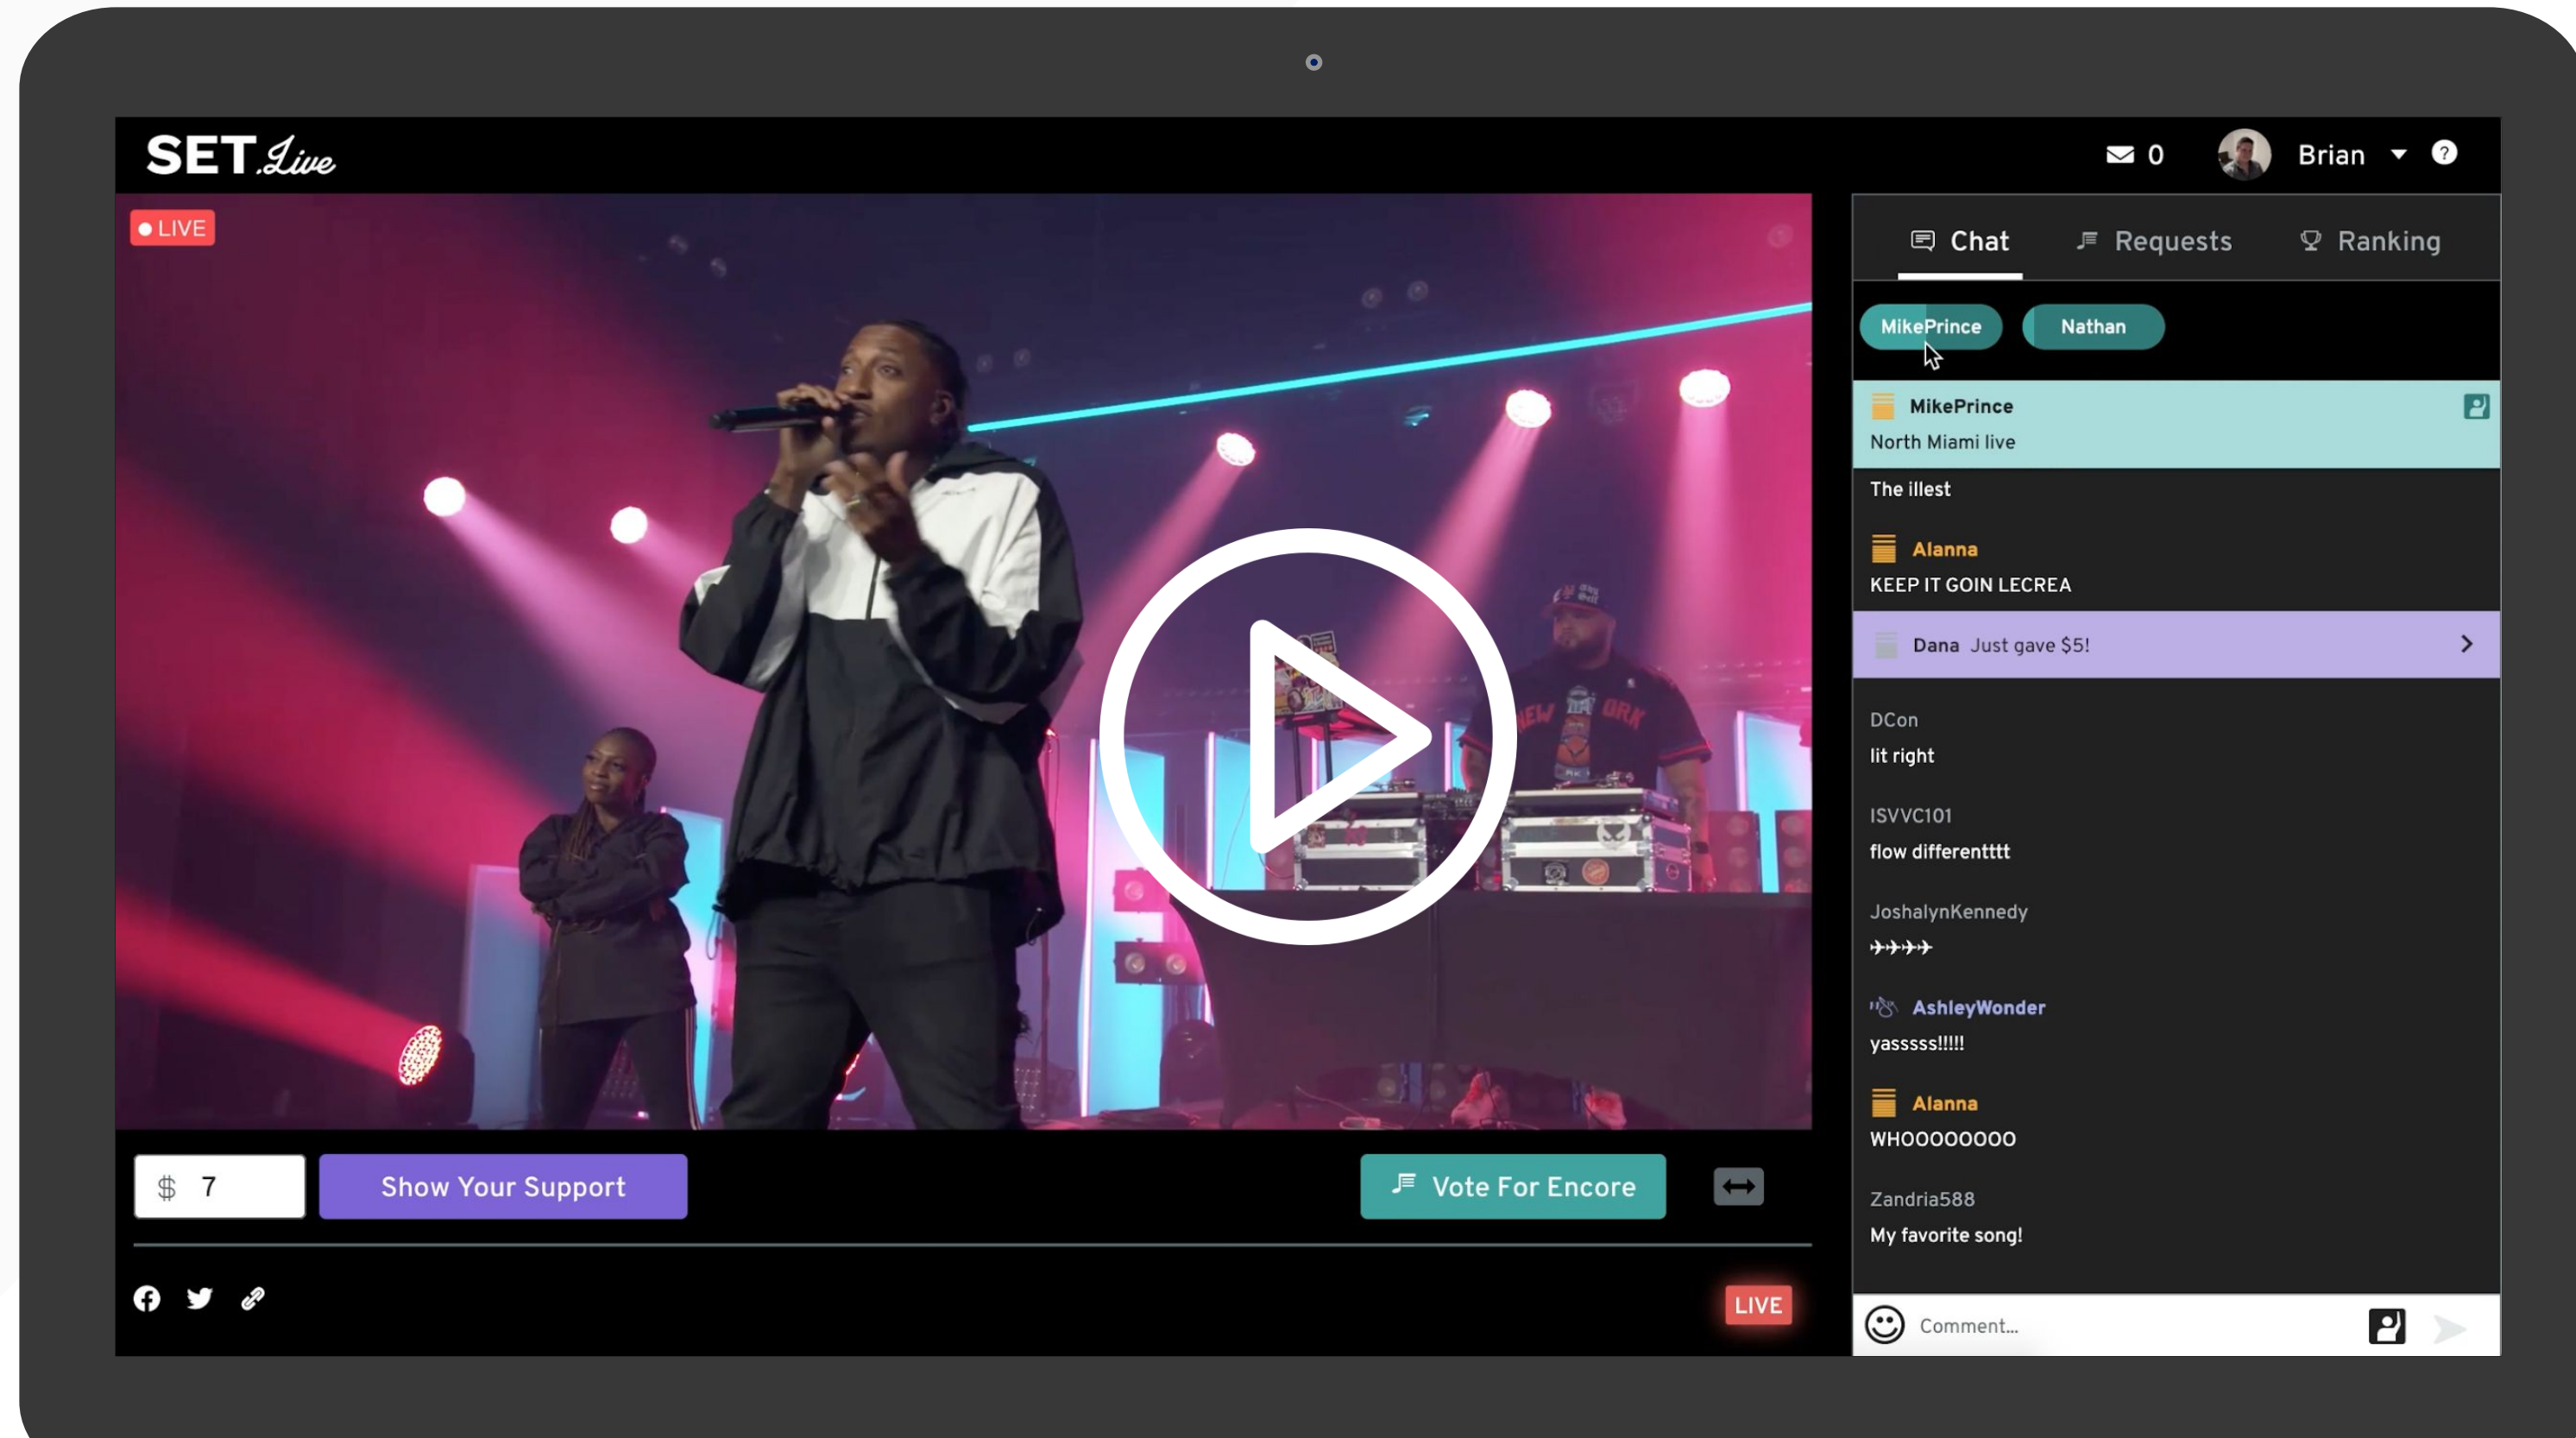 SET.Live
0
Brian
?
LIVE
Chat
Requests
Ranking
MikePrince
Nathan
MikePrince
North Miami live
The illest
Alanna
KEEP IT GOIN LECREA
Dana Just gave $5!
DCon
lit right
ISVVC101
flow differentttt
JoshalynKennedy
✈✈✈✈
AshleyWonder
yasssss!!!!!
Alanna
WHOOOOOOOO
Zandria588
My favorite song!
$ 7
Show Your Support
Vote For Encore
LIVE
Comment...